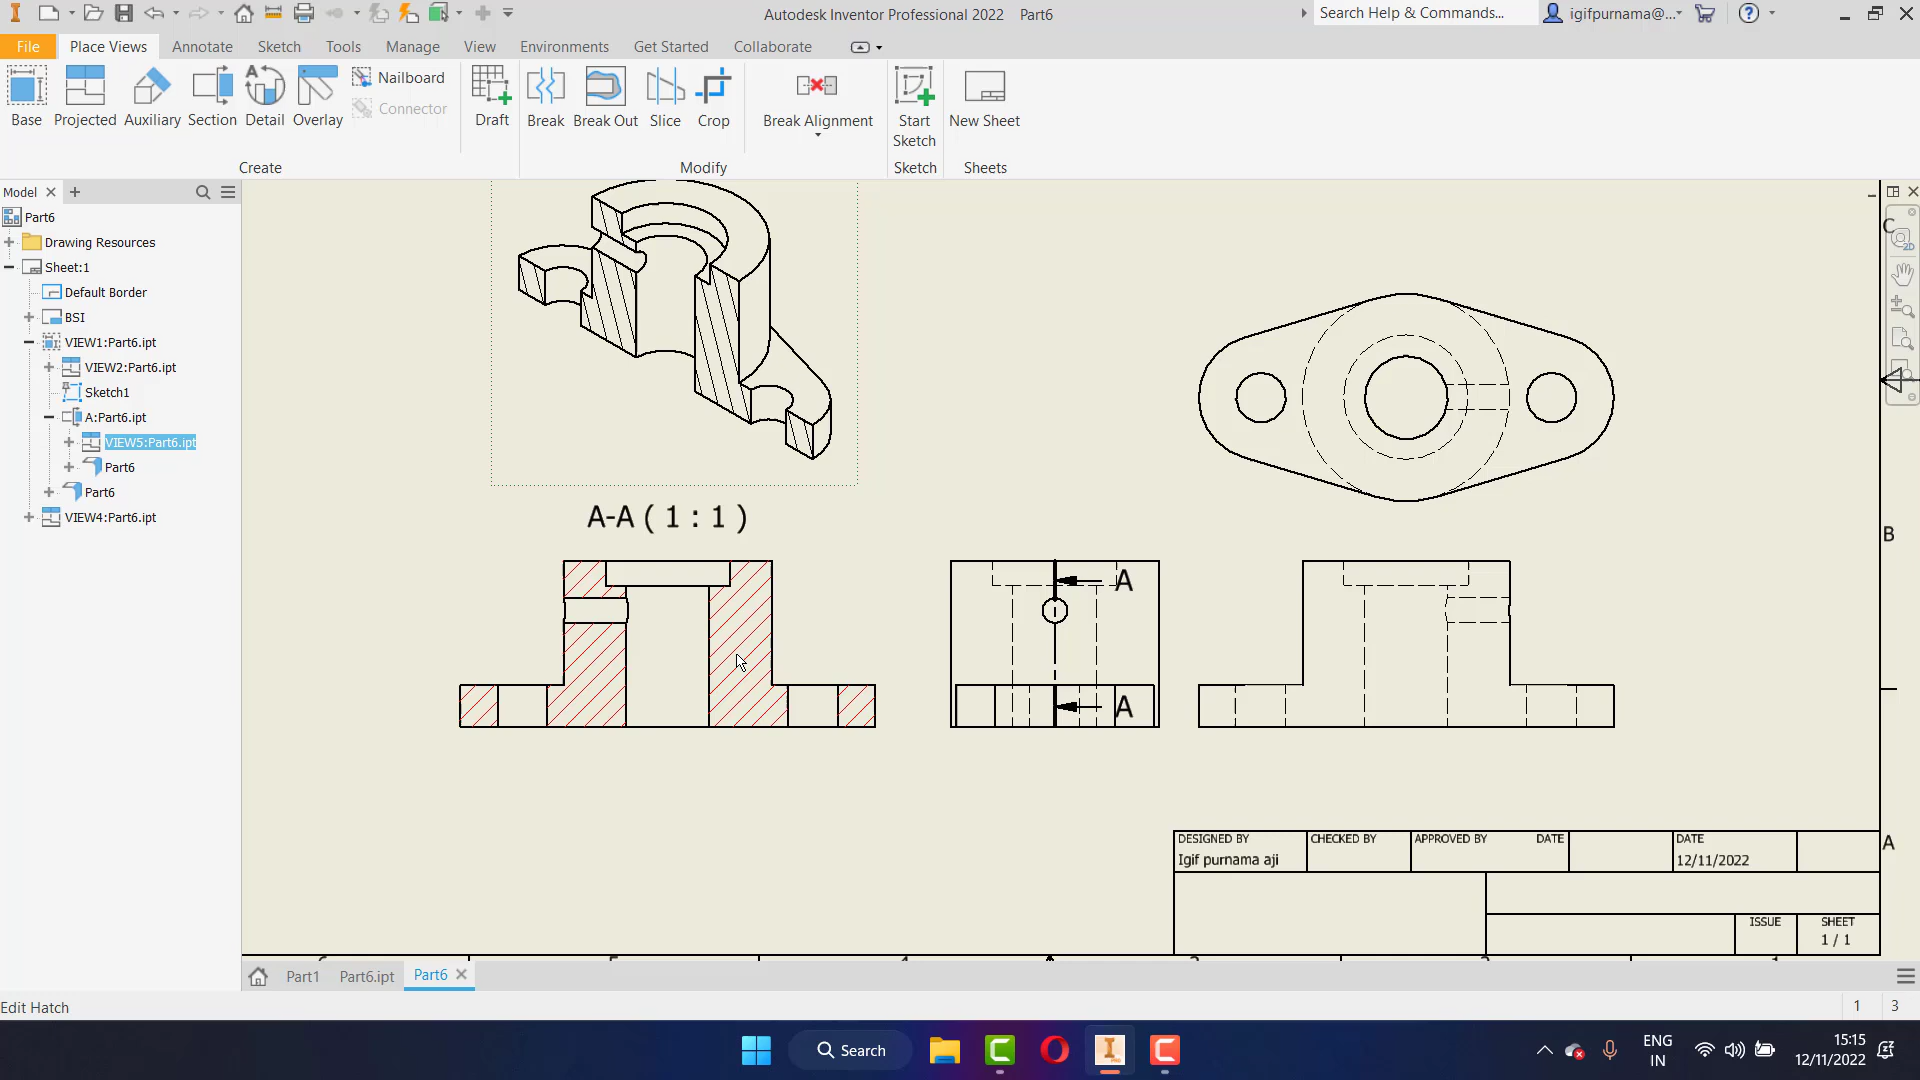 Autodesk Inventor Professional 2022 Part6
Search Help & Commands...
igifpurnama@...
File
Place Views
Annotate
Sketch
Tools
Manage
View
Environments
Get Started
Collaborate
Base
Projected
Auxiliary
Section
Detail
Overlay
Nailboard
Connector
Draft
Break
Break Out
Slice
Crop
Break Alignment
Start Sketch
New Sheet
Create
Modify
Sketch
Sheets
Model
Part6
Drawing Resources
Sheet:1
Default Border
BSI
VIEW1:Part6.ipt
VIEW2:Part6.ipt
Sketch1
A:Part6.ipt
VIEW5:Part6.ipt
Part6
Part6
VIEW4:Part6.ipt
C
2D
A-A ( 1 : 1 )
B
A
A
DESIGNED BY
CHECKED BY
APPROVED BY
DATE
DATE
A
Igif purnama aji
12/11/2022
ISSUE
SHEET
1 / 1
Part1
Part6.ipt
Part6
Edit Hatch
1
3
Search
ENG
IN
15:15
12/11/2022